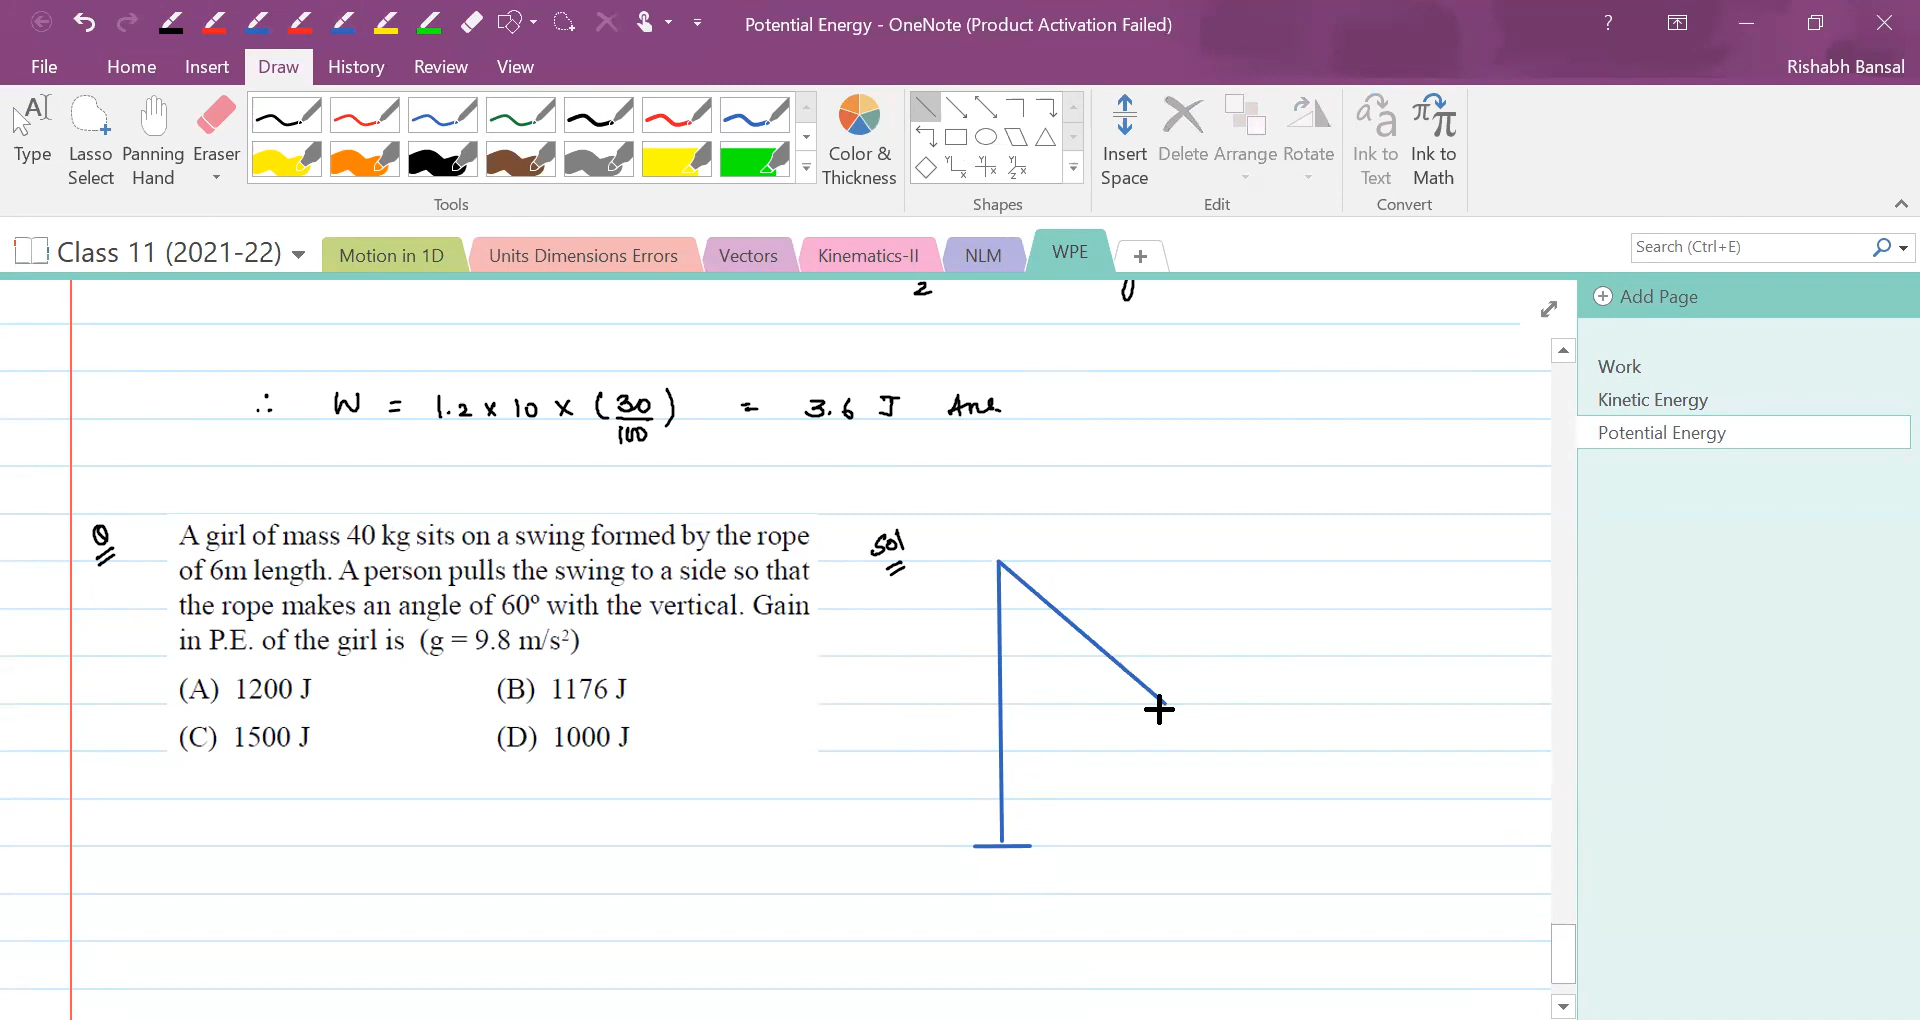 Potential Energy - OneNote (Product Activation Failed)
?
File Home Insert Draw History Review View
Rishabh Bansal
Type
Lasso Select
Panning Hand
Eraser
Color & Thickness
Insert Space
Delete
Arrange
Rotate
Ink to Text
Ink to Math
Tools
Shapes
Edit
Convert
Class 11 (2021-22)
Motion in 1D
Units Dimensions Errors
Vectors
Kinematics-II
NLM
WPE
Search (Ctrl+E)
Add Page
Work
Kinetic Energy
Potential Energy
2
∴ W = 1.2 × 10 × (30/100) = 3.6 J Ans
Q
A girl of mass 40 kg sits on a swing formed by the rope
of 6m length. A person pulls the swing to a side so that
the rope makes an angle of 60º with the vertical. Gain
in P.E. of the girl is (g = 9.8 m/s²)
(A) 1200 J (B) 1176 J
(C) 1500 J (D) 1000 J
Sol